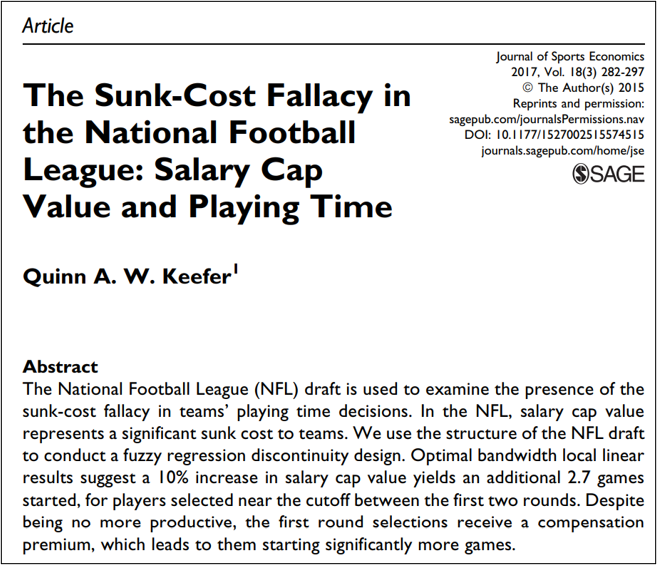 Article
Journal of Sports Economics
2017, Vol. 18(3) 282-297
© The Author(s) 2015
Reprints and permission:
sagepub.com/journalsPermissions.nav
DOI: 10.1177/1527002515574515
journals.sagepub.com/home/jse
SAGE
The Sunk-Cost Fallacy in
the National Football
League: Salary Cap
Value and Playing Time
Quinn A. W. Keefer¹
Abstract
The National Football League (NFL) draft is used to examine the presence of the
sunk-cost fallacy in teams’ playing time decisions. In the NFL, salary cap value
represents a significant sunk cost to teams. We use the structure of the NFL draft
to conduct a fuzzy regression discontinuity design. Optimal bandwidth local linear
results suggest a 10% increase in salary cap value yields an additional 2.7 games
started, for players selected near the cutoff between the first two rounds. Despite
being no more productive, the first round selections receive a compensation
premium, which leads to them starting significantly more games.